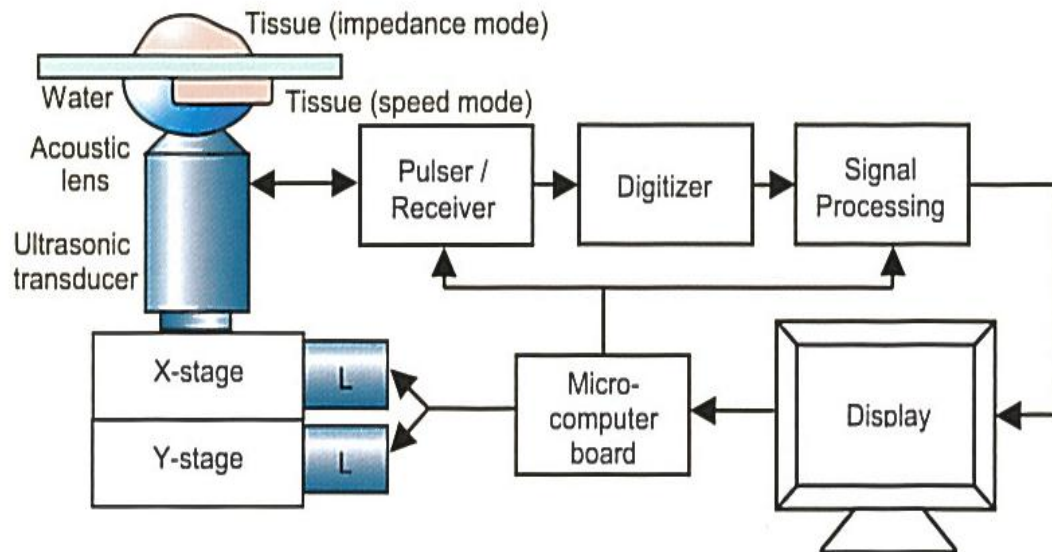 Tissue (impedance mode)
Water
Tissue (speed mode)
Acoustic
lens
Ultrasonic
transducer
Pulser /
Receiver
Digitizer
Signal
Processing
X-stage
L
Y-stage
L
Micro-
computer
board
Display